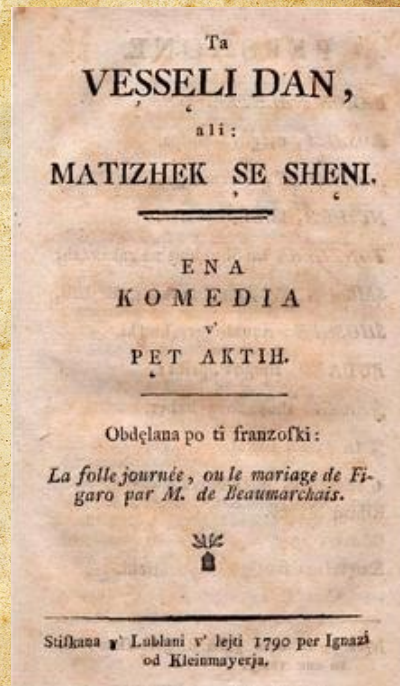 Ta
VESSELI DAN,
ali:
MATIZHEK SE SHENI.
ENA
KOMEDIA
v'
PET AKTIH.
Obdęlana po ti franzoſki:
La folle journée, ou le mariage de Fi-
garo par M. de Beaumarchais.
Stiſkana v' Lublani v' lejti 1790 per Ignazi
od Kleinmayerja.